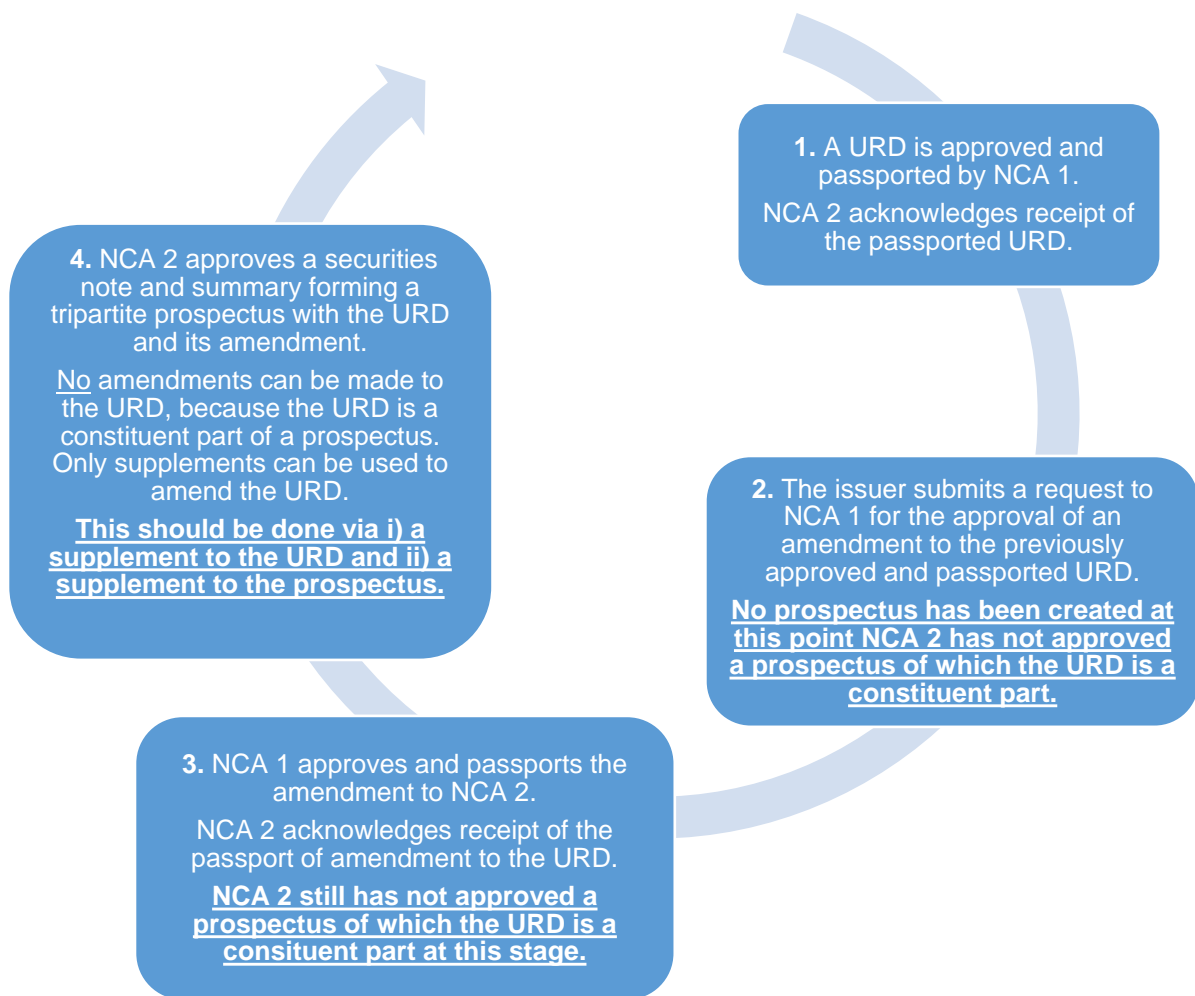 1. A URD is approved and
passported by NCA 1.
NCA 2 acknowledges receipt of
the passported URD.
2. The issuer submits a request to
NCA 1 for the approval of an
amendment to the previously
approved and passported URD.
No prospectus has been created at
this point NCA 2 has not approved
a prospectus of which the URD is a
constituent part.
3. NCA 1 approves and passports the
amendment to NCA 2.
NCA 2 acknowledges receipt of the
passport of amendment to the URD.
NCA 2 still has not approved a
prospectus of which the URD is a
consituent part at this stage.
4. NCA 2 approves a securities
note and summary forming a
tripartite prospectus with the URD
and its amendment.
No amendments can be made to
the URD, because the URD is a
constituent part of a prospectus.
Only supplements can be used to
amend the URD.
This should be done via i) a
supplement to the URD and ii) a
supplement to the prospectus.